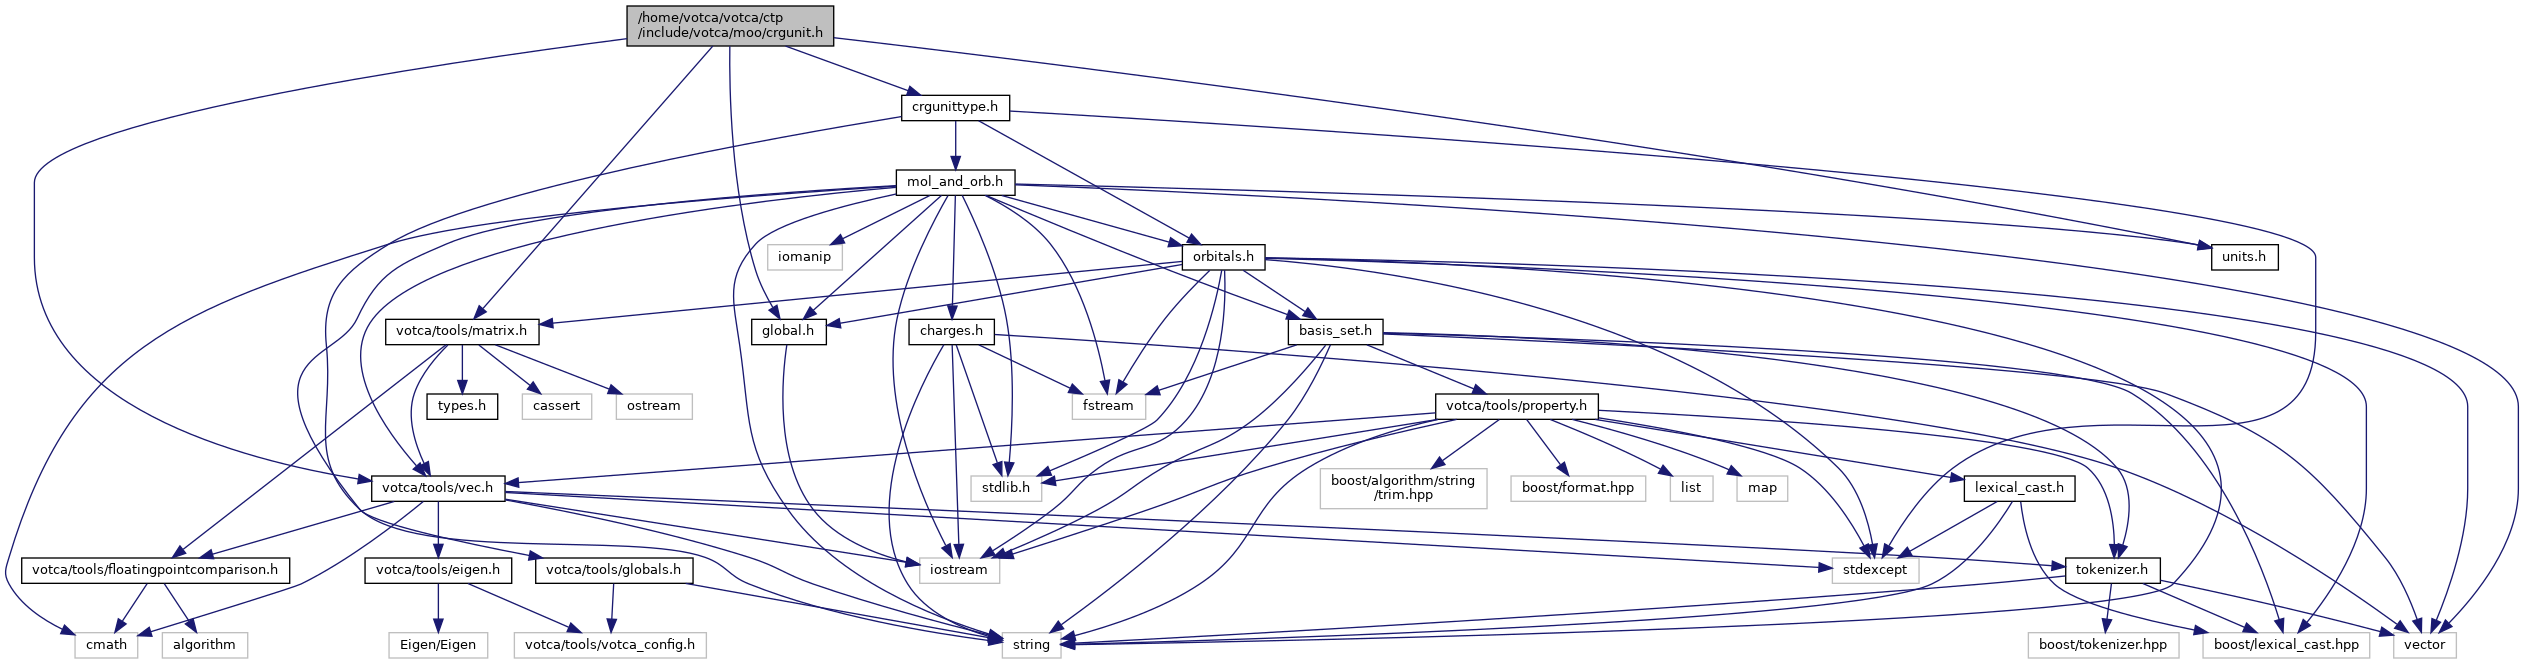 /home/votca/votca/ctp
/include/votca/moo/crgunit.h
crgunittype.h
mol_and_orb.h
iomanip
orbitals.h
units.h
votca/tools/matrix.h
global.h
charges.h
basis_set.h
types.h
cassert
ostream
fstream
votca/tools/property.h
votca/tools/vec.h
stdlib.h
boost/algorithm/string
/trim.hpp
boost/format.hpp
list
map
lexical_cast.h
votca/tools/floatingpointcomparison.h
votca/tools/eigen.h
votca/tools/globals.h
iostream
stdexcept
tokenizer.h
cmath
algorithm
Eigen/Eigen
votca/tools/votca_config.h
string
boost/tokenizer.hpp
boost/lexical_cast.hpp
vector